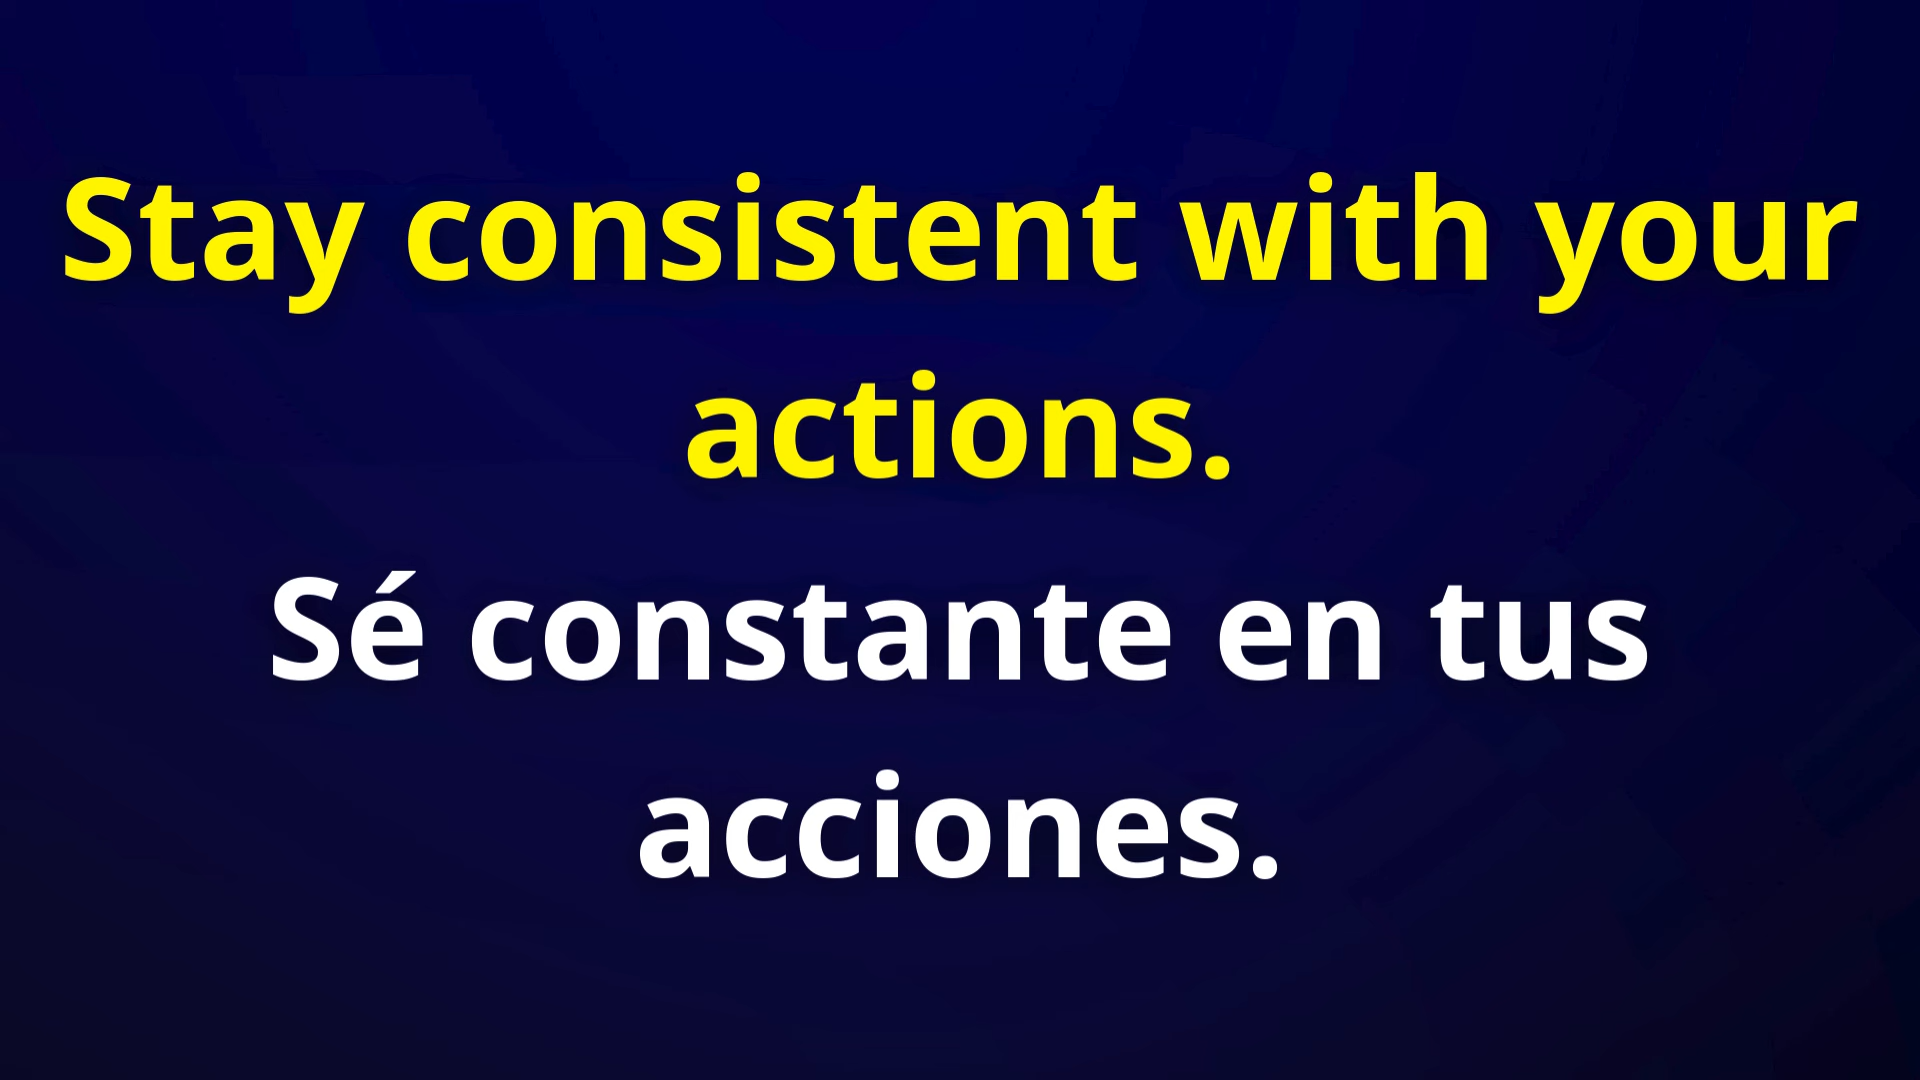 Stay consistent with your
actions.
Sé constante en tus
acciones.